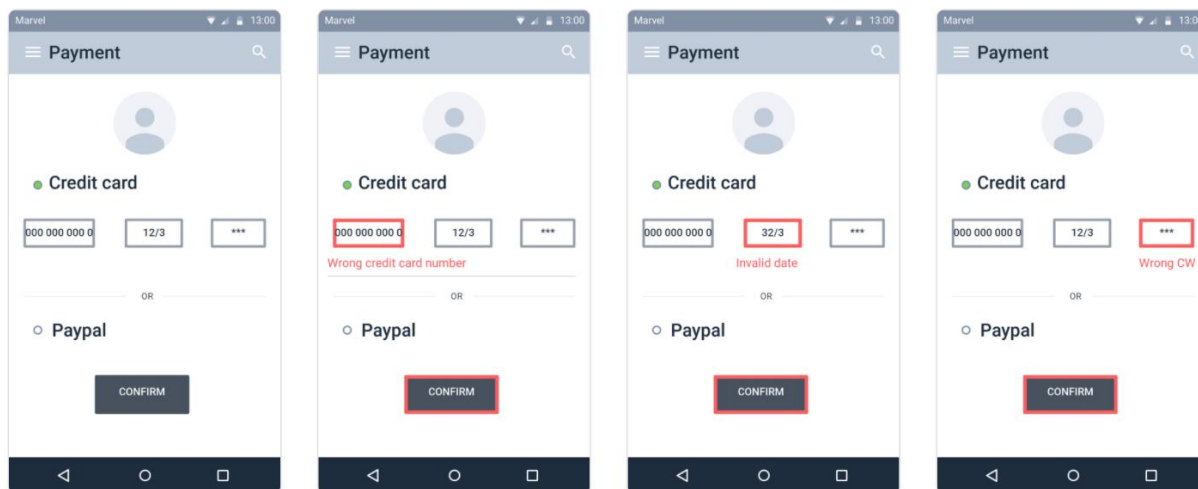 Marvel 13:00
Payment
Credit card
000 000 000 0 12/3 ***
OR
Paypal
CONFIRM
Marvel 13:00
Payment
Credit card
000 000 000 0 12/3 ***
Wrong credit card number
OR
Paypal
CONFIRM
Marvel 13:00
Payment
Credit card
000 000 000 0 32/3 ***
Invalid date
OR
Paypal
CONFIRM
Marvel 13:0
Payment
Credit card
000 000 000 0 12/3 ***
Wrong CW
OR
Paypal
CONFIRM